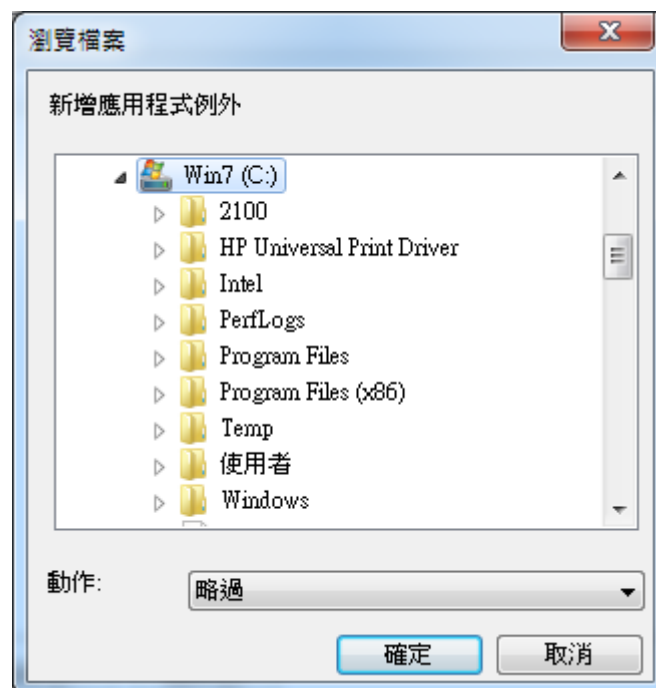 瀏覽檔案
新增應用程式例外
Win7 (C:)
2100
HP Universal Print Driver
Intel
PerfLogs
Program Files
Program Files (x86)
Temp
使用者
Windows
動作:
略過
確定
取消